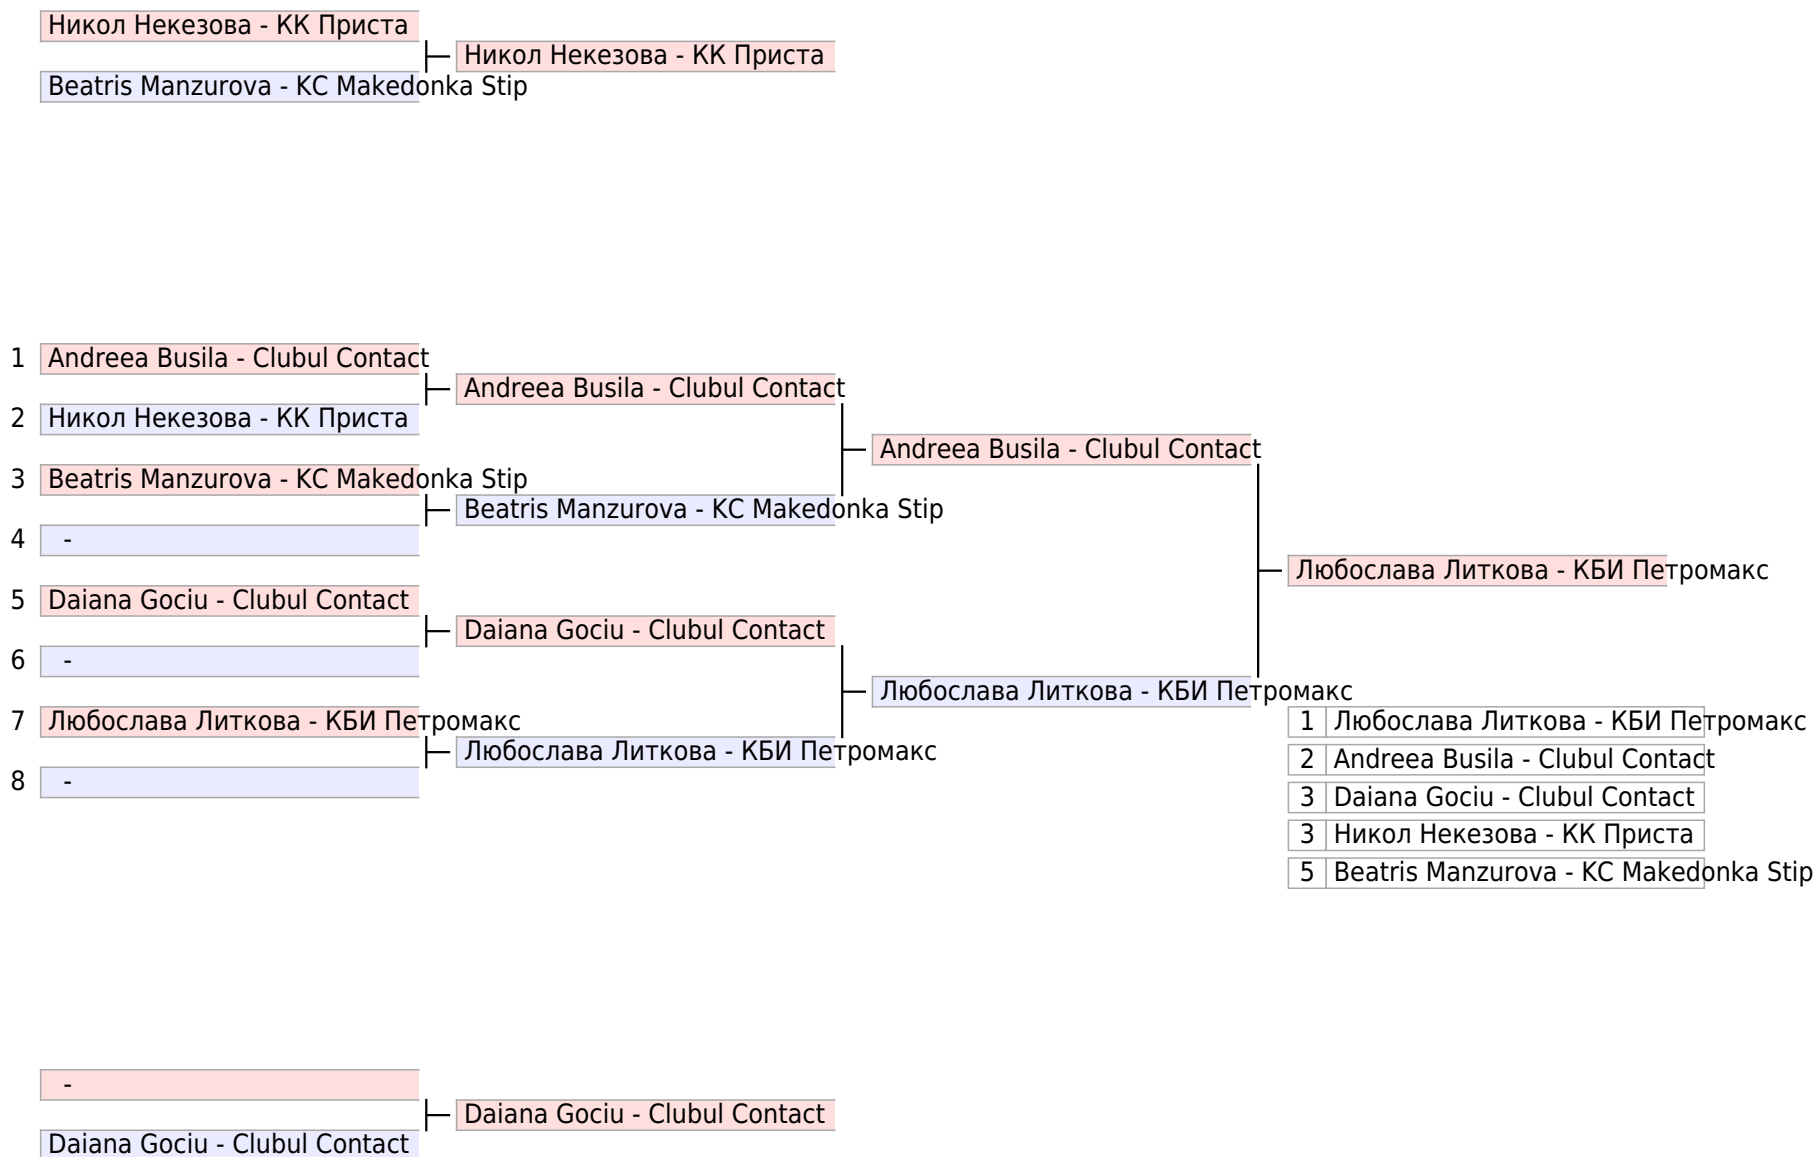 Никол Некезова - КК Приста
Никол Некезова - КК Приста
Beatris Manzurova - KC Makedonka Stip
1 Andreea Busila - Clubul Contact
Andreea Busila - Clubul Contact
2 Никол Некезова - КК Приста
Andreea Busila - Clubul Contact
3 Beatris Manzurova - KC Makedonka Stip
Beatris Manzurova - KC Makedonka Stip
4 -
Любослава Литкова - КБИ Петромакс
5 Daiana Gociu - Clubul Contact
Daiana Gociu - Clubul Contact
6 -
Любослава Литкова - КБИ Петромакс
7 Любослава Литкова - КБИ Петромакс
1 Любослава Литкова - КБИ Петромакс
Любослава Литкова - КБИ Петромакс
2 Andreea Busila - Clubul Contact
8 -
3 Daiana Gociu - Clubul Contact
3 Никол Некезова - КК Приста
5 Beatris Manzurova - KC Makedonka Stip
-
Daiana Gociu - Clubul Contact
Daiana Gociu - Clubul Contact